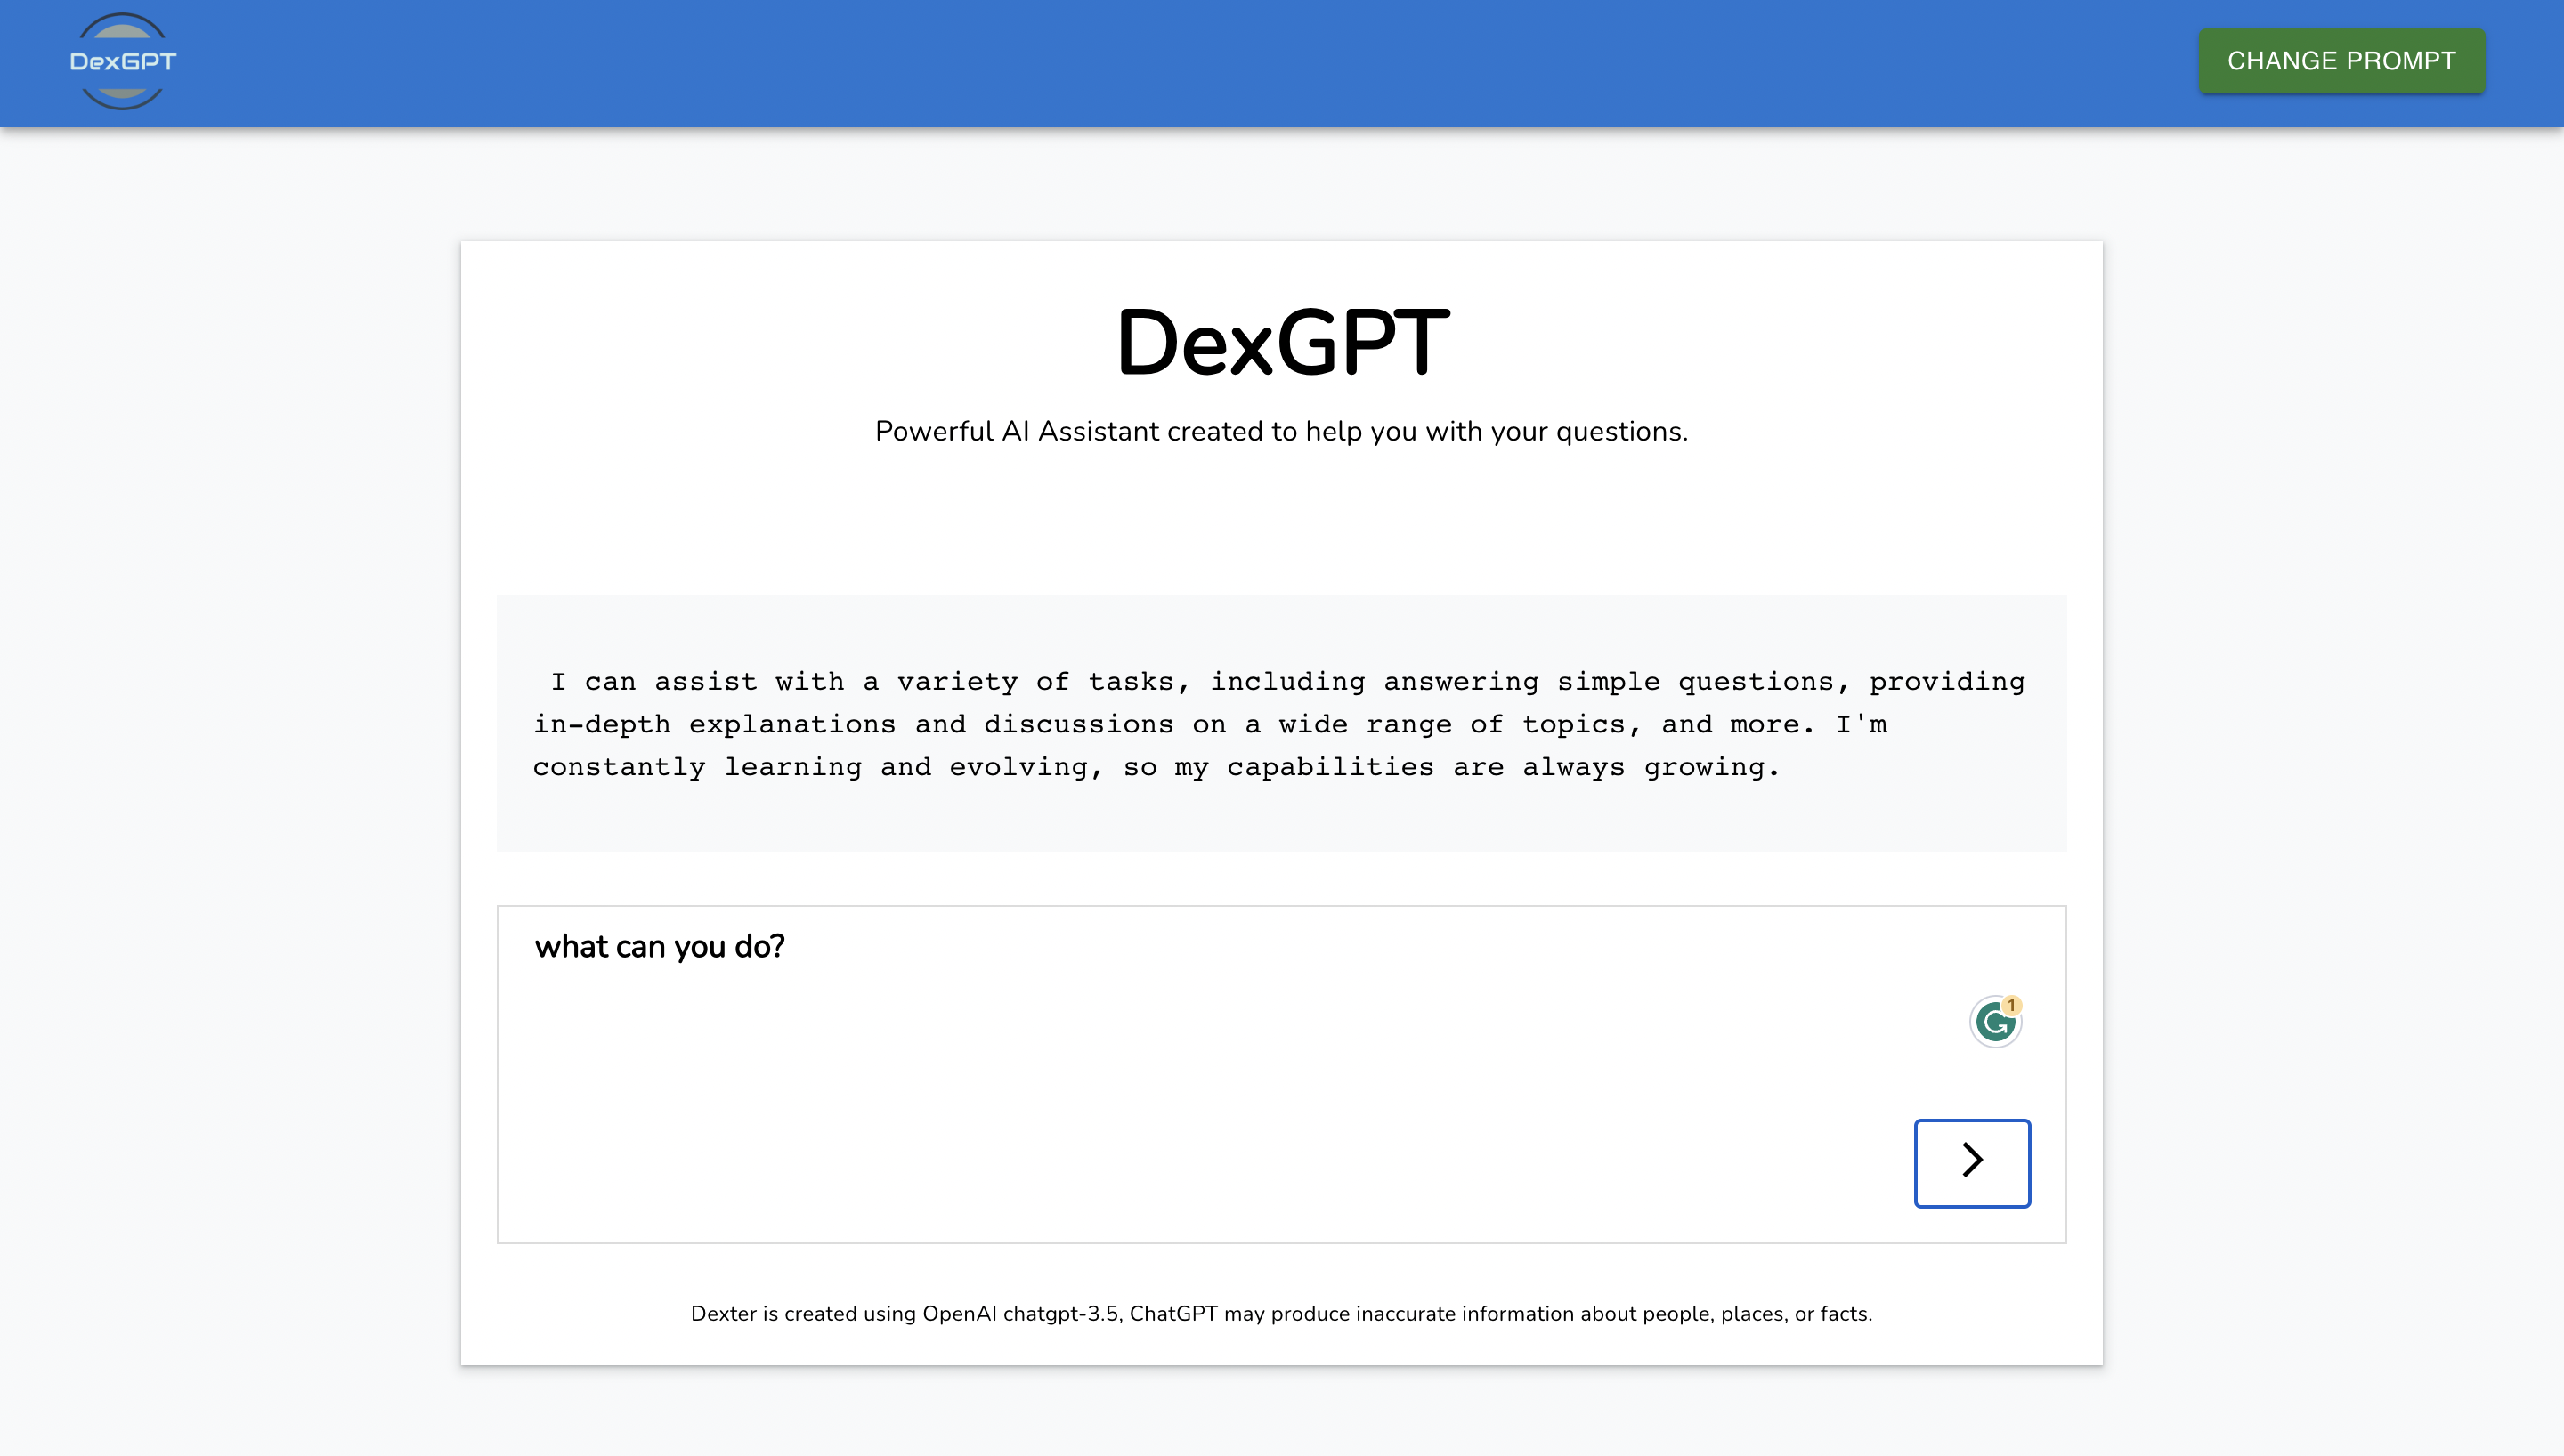 DexGPT
CHANGE PROMPT
DexGPT
Powerful AI Assistant created to help you with your questions.
I can assist with a variety of tasks, including answering simple questions, providing
in-depth explanations and discussions on a wide range of topics, and more. I'm
constantly learning and evolving, so my capabilities are always growing.
what can you do?
1
Dexter is created using OpenAI chatgpt-3.5, ChatGPT may produce inaccurate information about people, places, or facts.